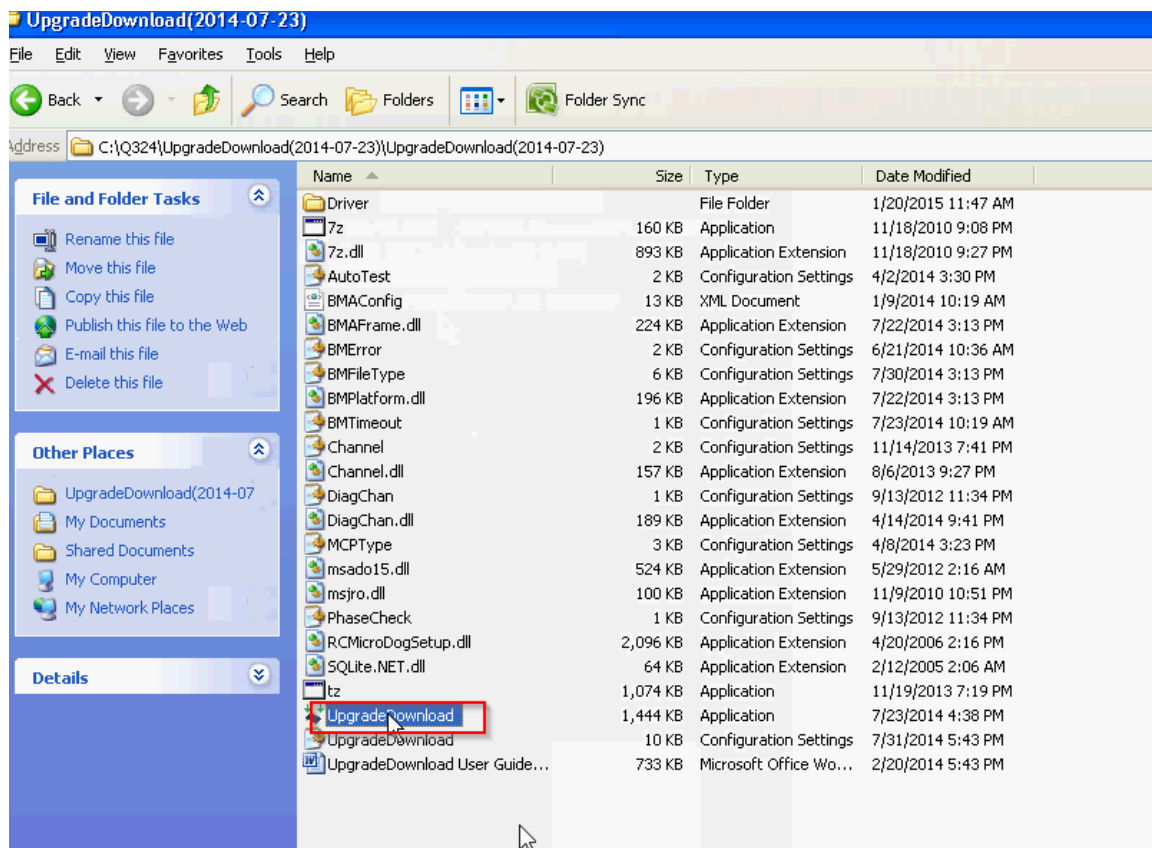 UpgradeDownload(2014-07-23)
File Edit View Favorites Tools Help
Back Search Folders Folder Sync
Address C:\Q324\UpgradeDownload(2014-07-23)\UpgradeDownload(2014-07-23)
File and Folder Tasks
Rename this file
Move this file
Copy this file
Publish this file to the Web
E-mail this file
Delete this file
Other Places
UpgradeDownload(2014-07
My Documents
Shared Documents
My Computer
My Network Places
Details
Name Size Type Date Modified
Driver File Folder 1/20/2015 11:47 AM
7z 160 KB Application 11/18/2010 9:08 PM
7z.dll 893 KB Application Extension 11/18/2010 9:27 PM
AutoTest 2 KB Configuration Settings 4/2/2014 3:30 PM
BMAConfig 13 KB XML Document 1/9/2014 10:19 AM
BMAFrame.dll 224 KB Application Extension 7/22/2014 3:13 PM
BMError 2 KB Configuration Settings 6/21/2014 10:36 AM
BMFileType 6 KB Configuration Settings 7/30/2014 3:13 PM
BMPlatform.dll 196 KB Application Extension 7/22/2014 3:13 PM
BMTimeout 1 KB Configuration Settings 7/23/2014 10:19 AM
Channel 2 KB Configuration Settings 11/14/2013 7:41 PM
Channel.dll 157 KB Application Extension 8/6/2013 9:27 PM
DiagChan 1 KB Configuration Settings 9/13/2012 11:34 PM
DiagChan.dll 189 KB Application Extension 4/14/2014 9:41 PM
MCPType 3 KB Configuration Settings 4/8/2014 3:23 PM
msado15.dll 524 KB Application Extension 5/29/2012 2:16 AM
msjro.dll 100 KB Application Extension 11/9/2010 10:51 PM
PhaseCheck 1 KB Configuration Settings 9/13/2012 11:34 PM
RCMicroDogSetup.dll 2,096 KB Application Extension 4/20/2006 2:16 PM
SQLite.NET.dll 64 KB Application Extension 2/12/2005 2:06 AM
tz 1,074 KB Application 11/19/2013 7:19 PM
UpgradeDownload 1,444 KB Application 7/23/2014 4:38 PM
UpgradeDownload 10 KB Configuration Settings 7/31/2014 5:43 PM
UpgradeDownload User Guide... 733 KB Microsoft Office Wo... 2/20/2014 5:43 PM